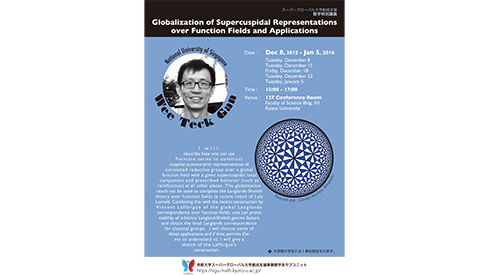 スーパーグローバル大学創成支援
数学特別講義
Globalization of Supercuspidal Representations
over Function Fields and Applications
National University of Singapore
Wee Teck Gan
Date : Dec 8, 2015 - Jan 5, 2016
Tuesday, December 8
Tuesday, December 15
Friday, December 18
Tuesday, December 22
Tuesday, January 5
Time : 15:00 - 17:00
Venue : 127 Conference Room
Faculty of Science Bldg. #3
Kyoto University
I will
describe how one can use
Poincare series to construct
cuspidal automorphic representations of
connected reductive group over a global
function field with a given supercuspidal local
component and prescribed behavior (such as
ramification) at all other places. This globalization
result can be used to complete the Langlands-Shahidi
theory over function fields (a recent result of Luis
Lomeli). Combining this with the recent construction by
Vincent Lafforgue of the global Langlands
correspondence over function fields, one can prove
stability of arbitrary Langlands-Shahidi gamma factors
and obtain the local Langlands correspondence
for classical groups. I will discuss some of
these applications and if time permits (for
me to understand it), I will give a
sketch of the Lafforgue's
construction.
京都大学スーパーグローバル大学創成支援事業数学系サブユニット
https://sgu.math.kyoto-u.ac.jp/